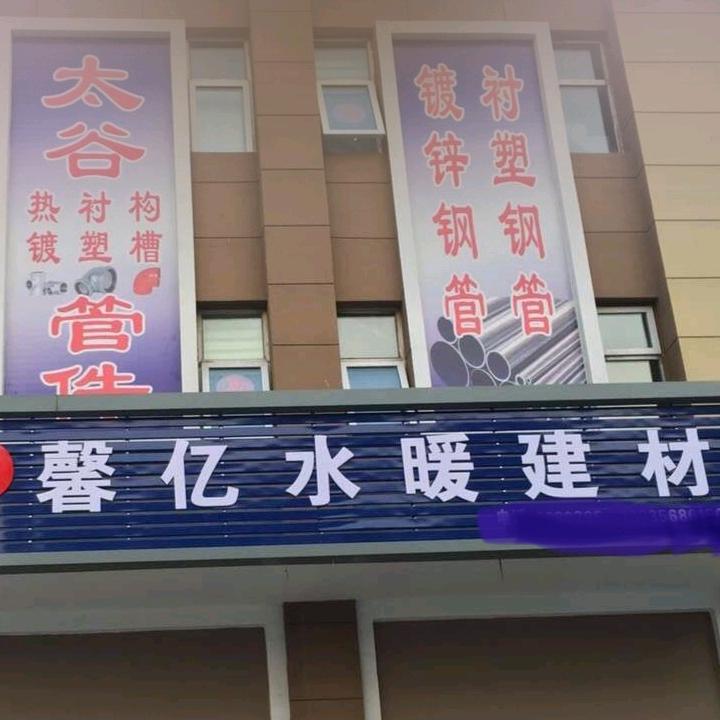 太谷
热镀 衬塑 构槽
管件
镀锌钢管
衬塑钢管
馨亿水暖建材